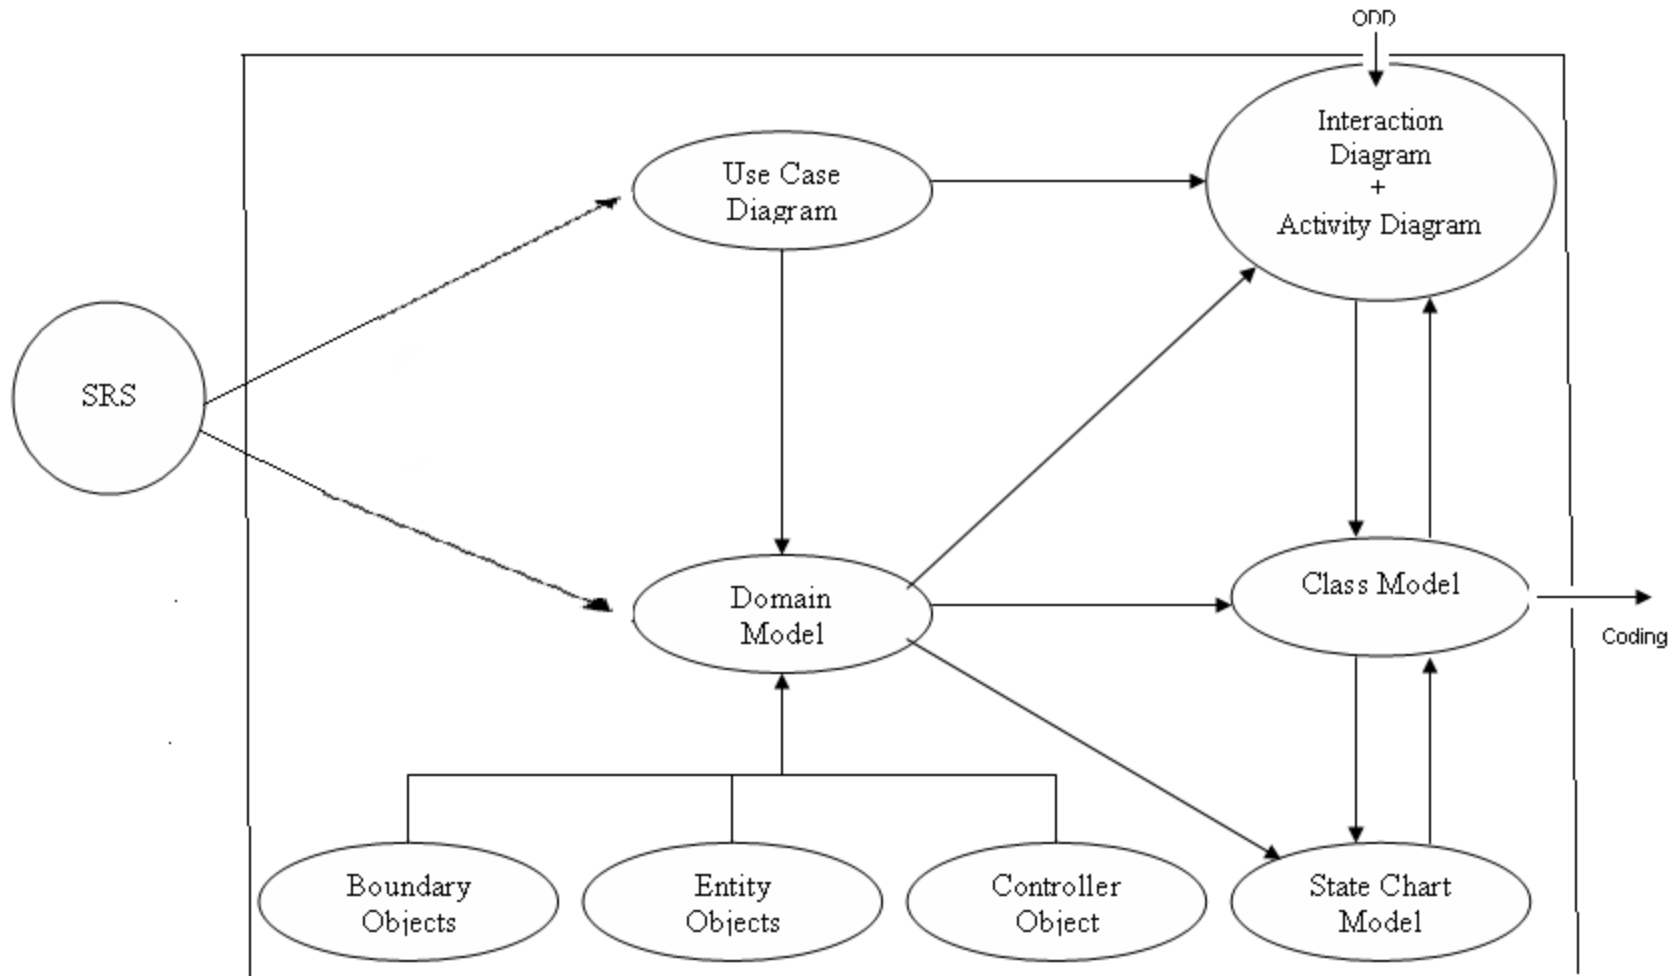 ODD
Interaction
Diagram
+
Activity Diagram
Use Case
Diagram
SRS
Domain
Model
Class Model
Coding
Boundary
Objects
Entity
Objects
Controller
Object
State Chart
Model